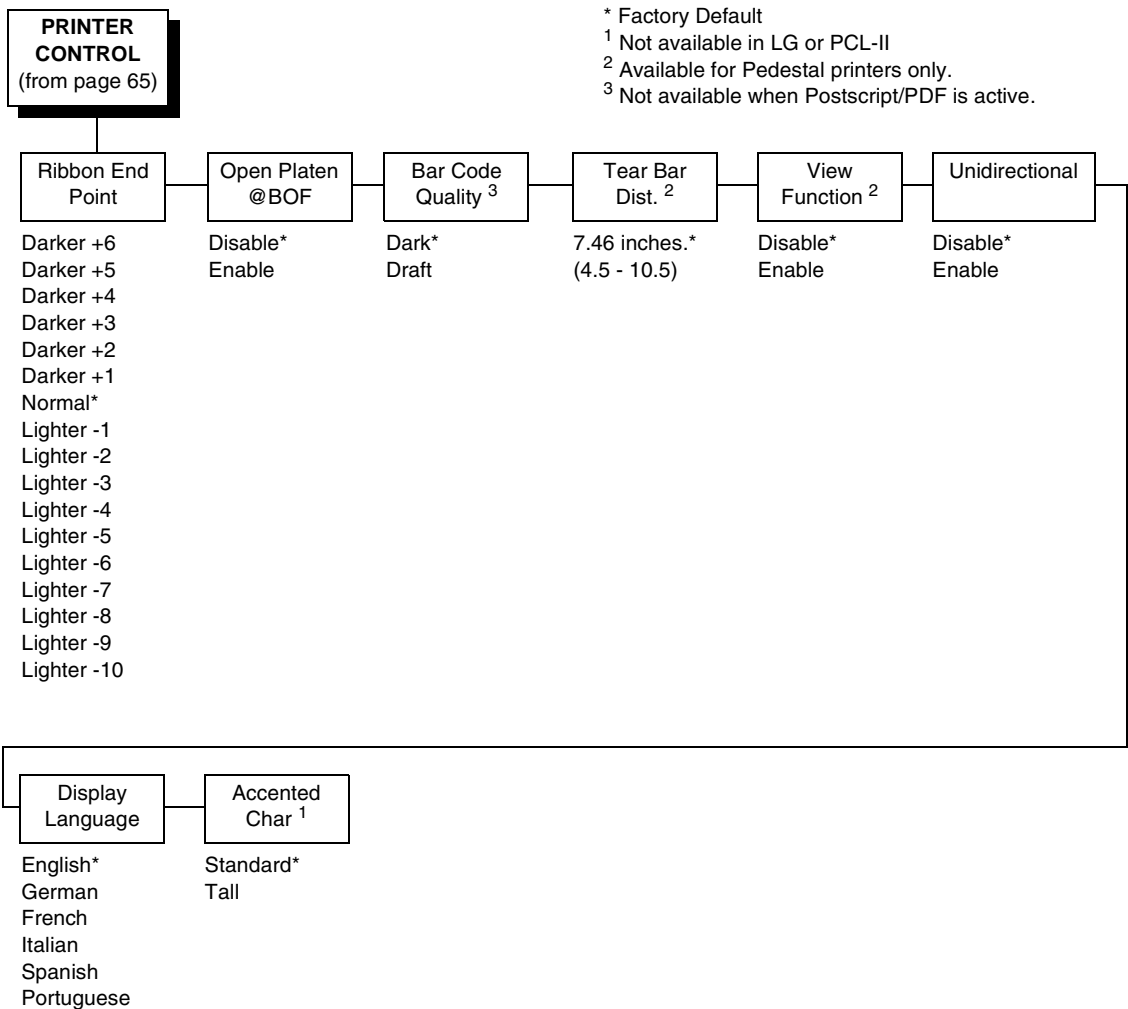 PRINTER
CONTROL
(from page 65)
* Factory Default
1 Not available in LG or PCL-II
2 Available for Pedestal printers only.
3 Not available when Postscript/PDF is active.
Ribbon End
Point
Darker +6
Darker +5
Darker +4
Darker +3
Darker +2
Darker +1
Normal*
Lighter -1
Lighter -2
Lighter -3
Lighter -4
Lighter -5
Lighter -6
Lighter -7
Lighter -8
Lighter -9
Lighter -10
Open Platen
@BOF
Disable*
Enable
Bar Code
Quality 3
Dark*
Draft
Tear Bar
Dist. 2
7.46 inches.*
(4.5 - 10.5)
View
Function 2
Disable*
Enable
Unidirectional
Disable*
Enable
Display
Language
English*
German
French
Italian
Spanish
Portuguese
Accented
Char 1
Standard*
Tall